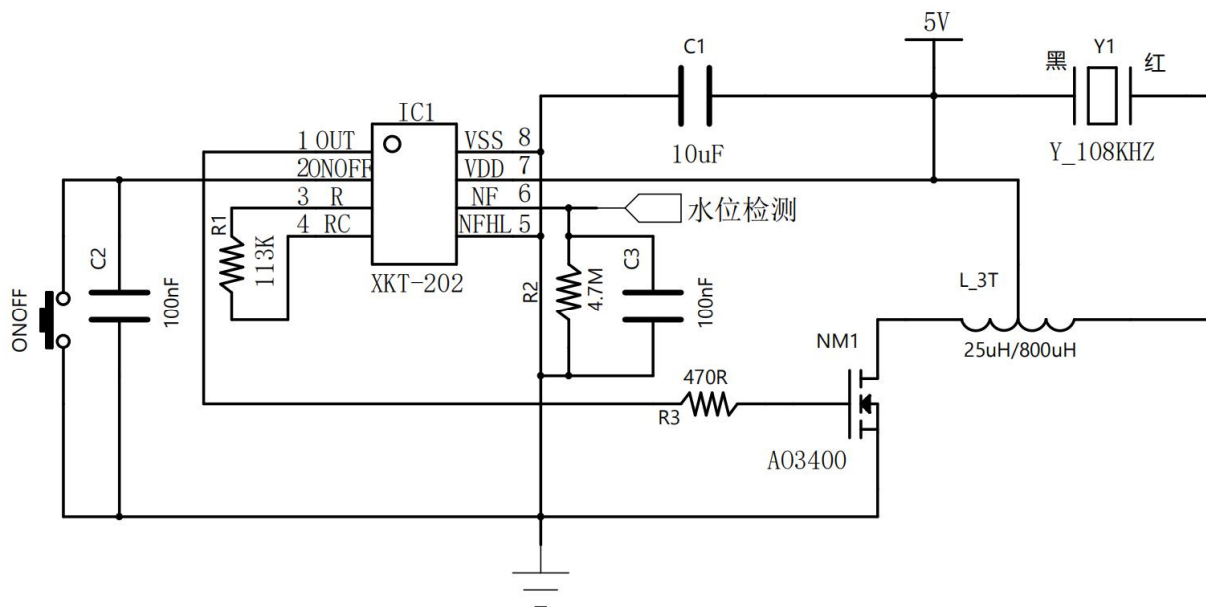 5V
C1
黑
Y1
红
10uF
Y_108KHZ
IC1
1 OUT
VSS 8
2 ONOFF
VDD 7
3 R
NF 6
水位检测
4 RC
NFHL 5
XKT-202
R1
113K
C2
100nF
ONOFF
R2
4.7M
C3
100nF
L_3T
25uH/800uH
NM1
470R
R3
AO3400